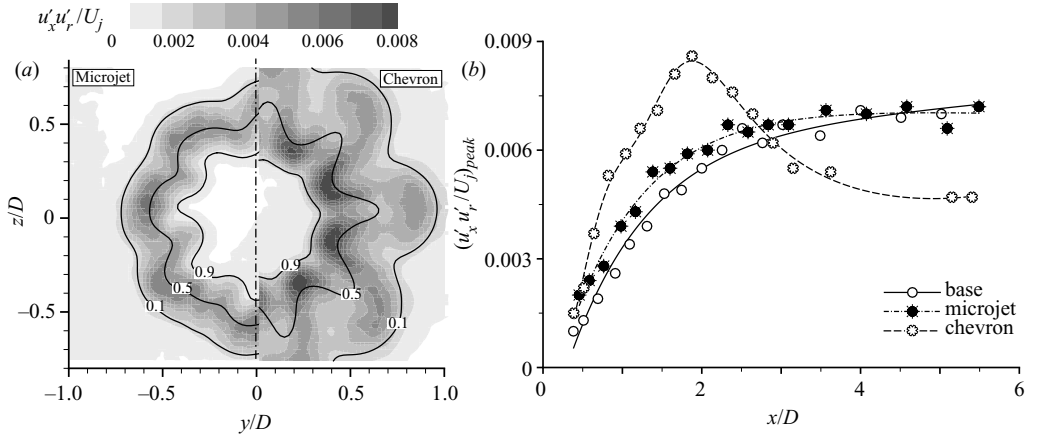 u′ₓu′ᵣ/Uⱼ
0 0.002 0.004 0.006 0.008
(a)
Microjet
Chevron
0.5
0
−0.5
z/D
0.9
0.5
0.1
0.9
0.5
0.1
−1.0 −0.5 0 0.5 1.0
y/D
(b)
0.009
0.006
0.003
0
(u′ₓ u′ᵣ/Uⱼ)peak
base
microjet
chevron
0 2 4 6
x/D